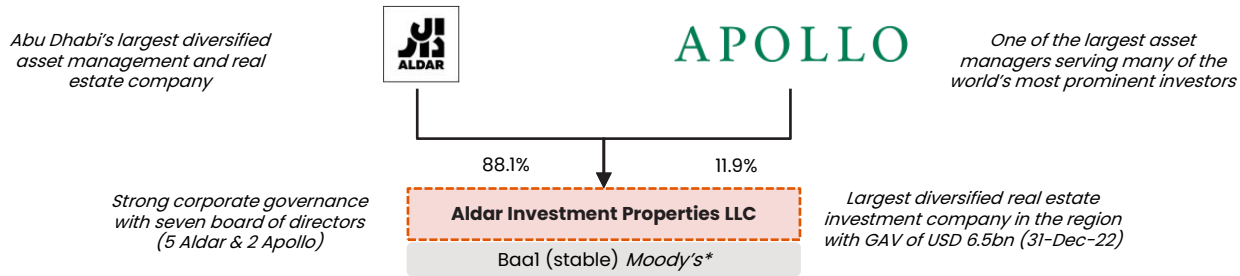 Abu Dhabi's largest diversified
asset management and real
estate company
الدار
ALDAR
APOLLO
One of the largest asset
managers serving many of the
world's most prominent investors
88.1%
11.9%
Strong corporate governance
with seven board of directors
(5 Aldar & 2 Apollo)
Aldar Investment Properties LLC
Largest diversified real estate
investment company in the region
with GAV of USD 6.5bn (31-Dec-22)
Baa1 (stable) Moody's*